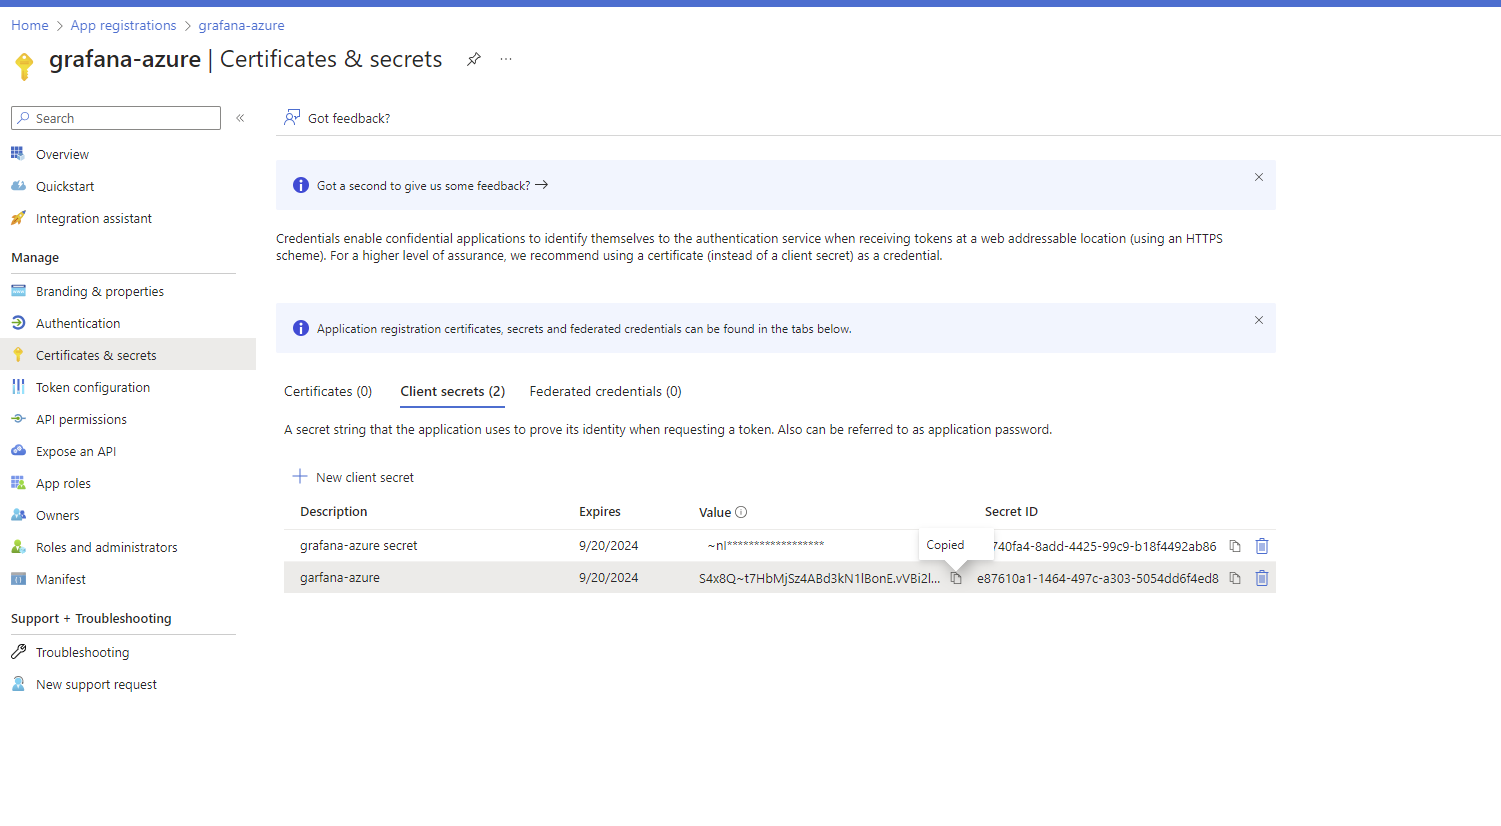 Home > App registrations > grafana-azure
grafana-azure | Certificates & secrets
Search
Got feedback?
Overview
Quickstart
Integration assistant
Manage
Branding & properties
Authentication
Certificates & secrets
Token configuration
API permissions
Expose an API
App roles
Owners
Roles and administrators
Manifest
Support + Troubleshooting
Troubleshooting
New support request
Got a second to give us some feedback?
Credentials enable confidential applications to identify themselves to the authentication service when receiving tokens at a web addressable location (using an HTTPS
scheme). For a higher level of assurance, we recommend using a certificate (instead of a client secret) as a credential.
Application registration certificates, secrets and federated credentials can be found in the tabs below.
Certificates (0) Client secrets (2) Federated credentials (0)
A secret string that the application uses to prove its identity when requesting a token. Also can be referred to as application password.
New client secret
Description Expires Value Secret ID
grafana-azure secret 9/20/2024 ~nl****************** Copied 740fa4-8add-4425-99c9-b18f4492ab86
garfana-azure 9/20/2024 S4x8Q~t7HbMjSz4ABd3kN1lBonE.vVBi2l... e87610a1-1464-497c-a303-5054dd6f4ed8